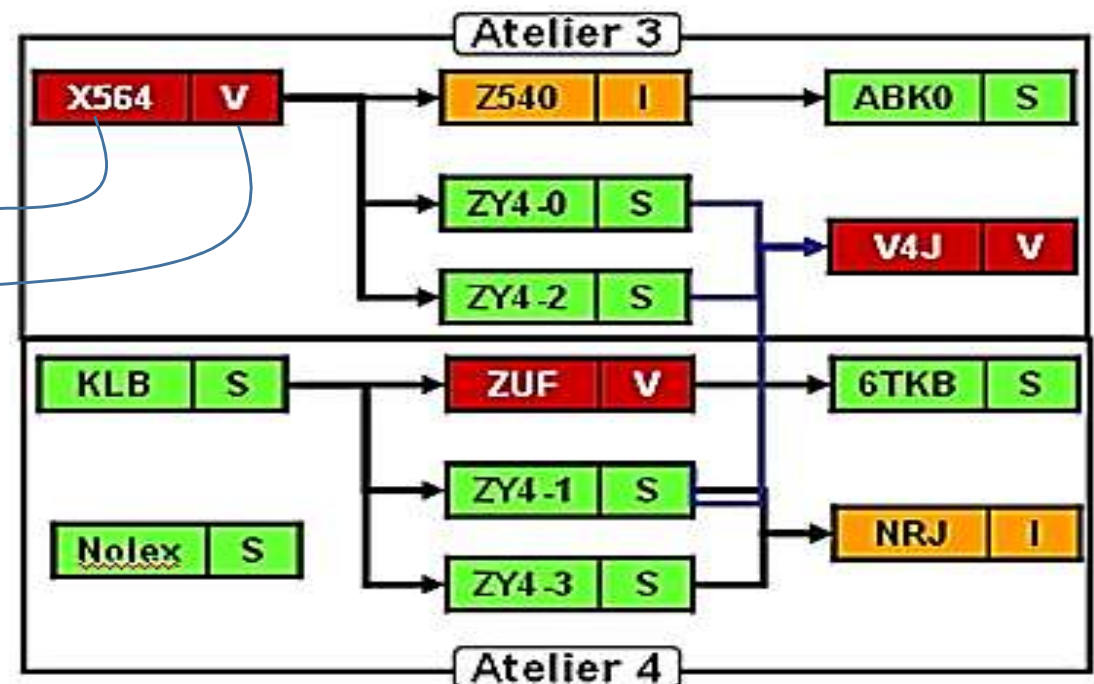 Atelier 3
X564 V Z540 I ABK0 S
ZY4-0 S
V4J V
ZY4-2 S
KLB S ZUF V 6TKB S
ZY4-1 S
Nolex S NRJ I
ZY4-3 S
Atelier 4